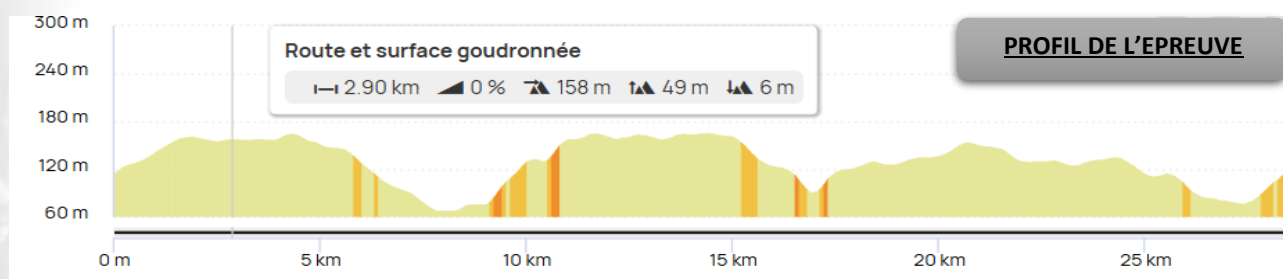 300 m
240 m
180 m
120 m
60 m
PROFIL DE L'EPREUVE
Route et surface goudronnée
2.90 km 0 % 158 m 49 m 6 m
0 m 5 km 10 km 15 km 20 km 25 km